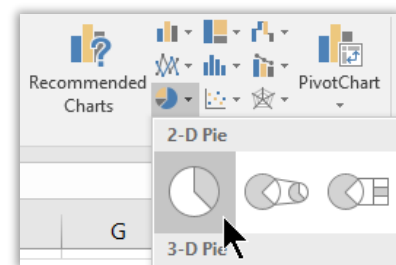 Recommended
Charts
PivotChart
2-D Pie
G
3-D Pie